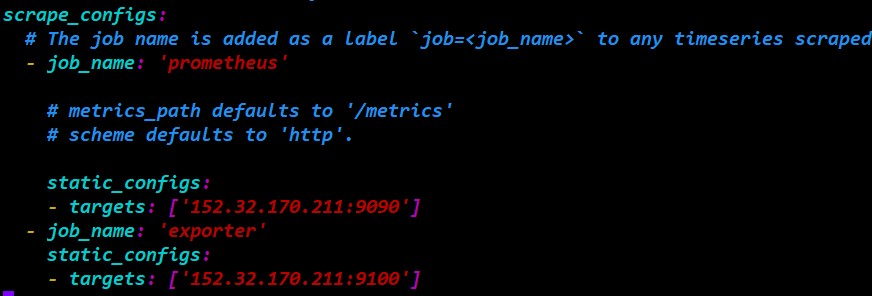 scrape_configs:
  # The job name is added as a label `job=<job_name>` to any timeseries scraped
  - job_name: 'prometheus'

    # metrics_path defaults to '/metrics'
    # scheme defaults to 'http'.

    static_configs:
    - targets: ['152.32.170.211:9090']
  - job_name: 'exporter'
    static_configs:
    - targets: ['152.32.170.211:9100']